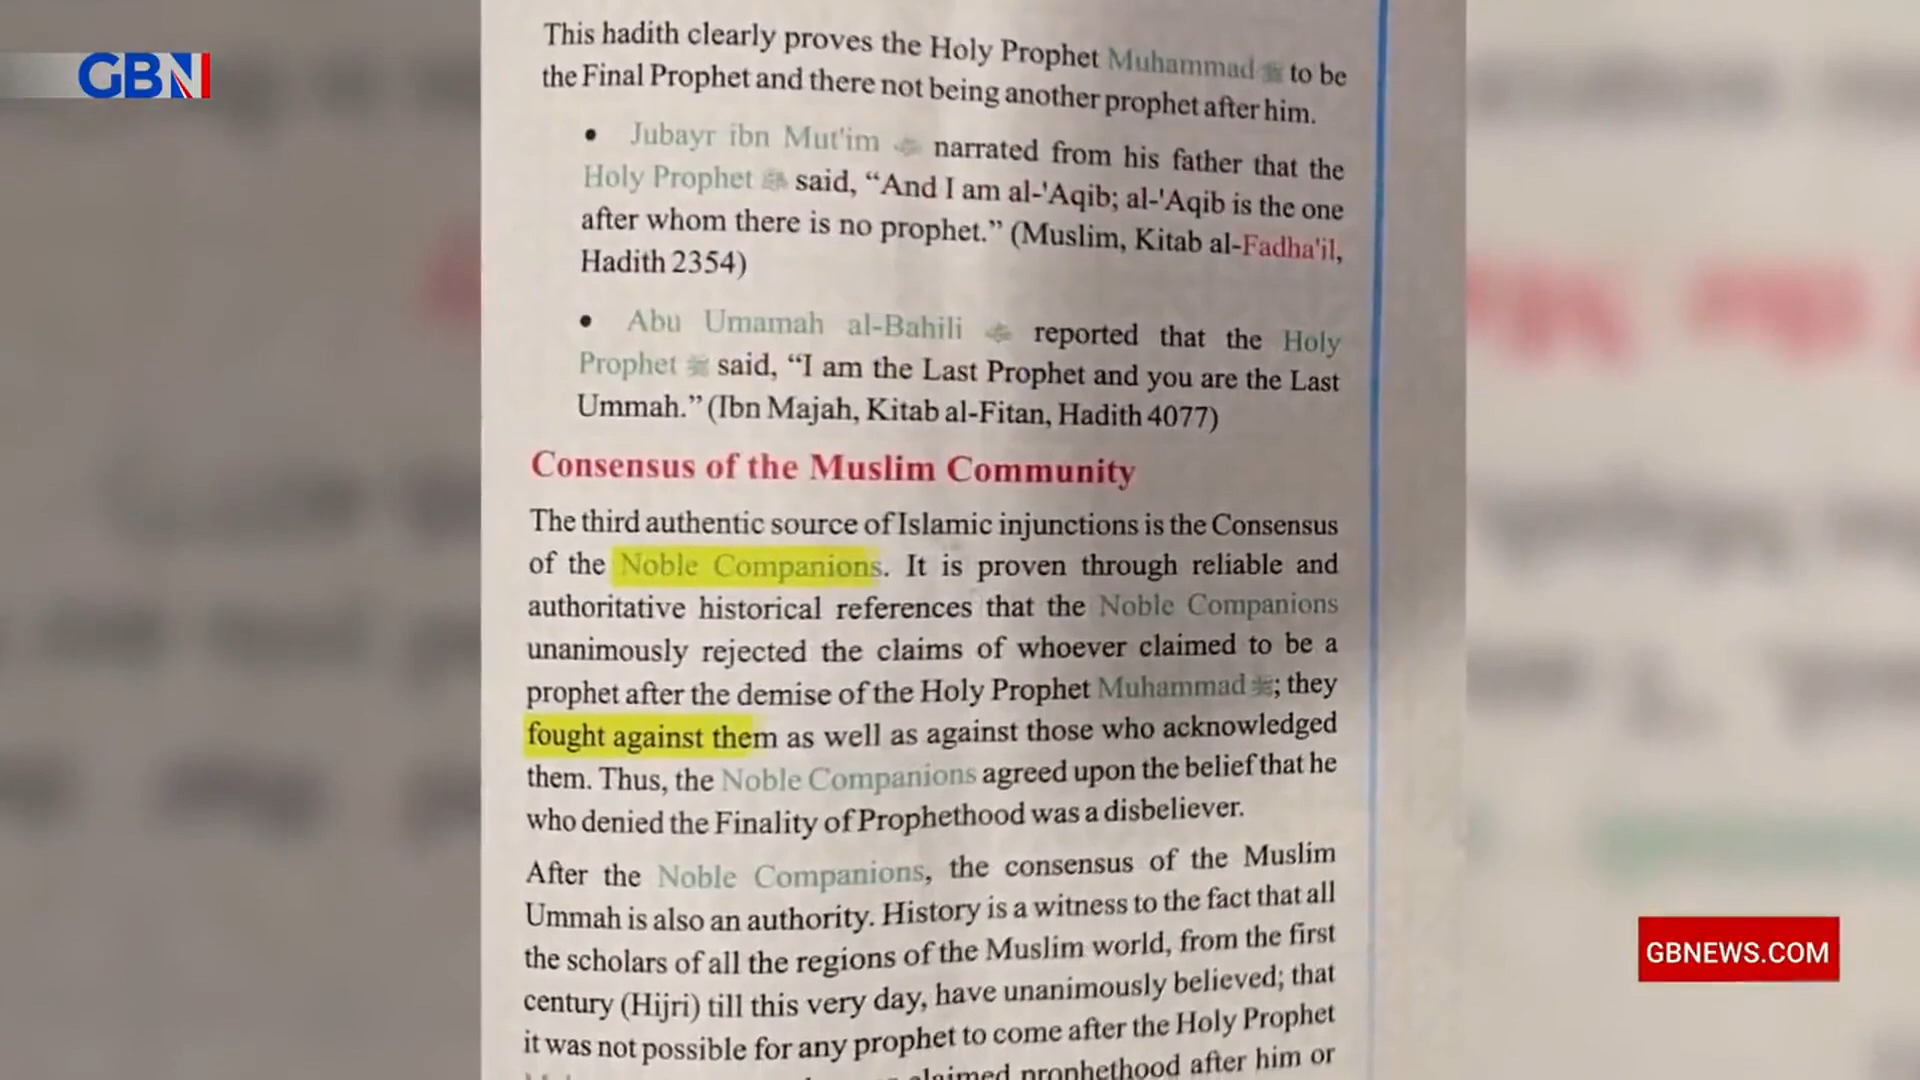 GBN
This hadith clearly proves the Holy Prophet Muhammad ﷺ to be
the Final Prophet and there not being another prophet after him.
• Jubayr ibn Mut'im narrated from his father that the
Holy Prophet ﷺ said, “And I am al-'Aqib; al-'Aqib is the one
after whom there is no prophet.” (Muslim, Kitab al-Fadha'il,
Hadith 2354)
• Abu Umamah al-Bahili reported that the Holy
Prophet ﷺ said, “I am the Last Prophet and you are the Last
Ummah.” (Ibn Majah, Kitab al-Fitan, Hadith 4077)
Consensus of the Muslim Community
The third authentic source of Islamic injunctions is the Consensus
of the Noble Companions. It is proven through reliable and
authoritative historical references that the Noble Companions
unanimously rejected the claims of whoever claimed to be a
prophet after the demise of the Holy Prophet Muhammad ﷺ; they
fought against them as well as against those who acknowledged
them. Thus, the Noble Companions agreed upon the belief that he
who denied the Finality of Prophethood was a disbeliever.
After the Noble Companions, the consensus of the Muslim
Ummah is also an authority. History is a witness to the fact that all
the scholars of all the regions of the Muslim world, from the first
century (Hijri) till this very day, have unanimously believed; that
it was not possible for any prophet to come after the Holy Prophet
claimed prophethood after him or
GBNEWS.COM